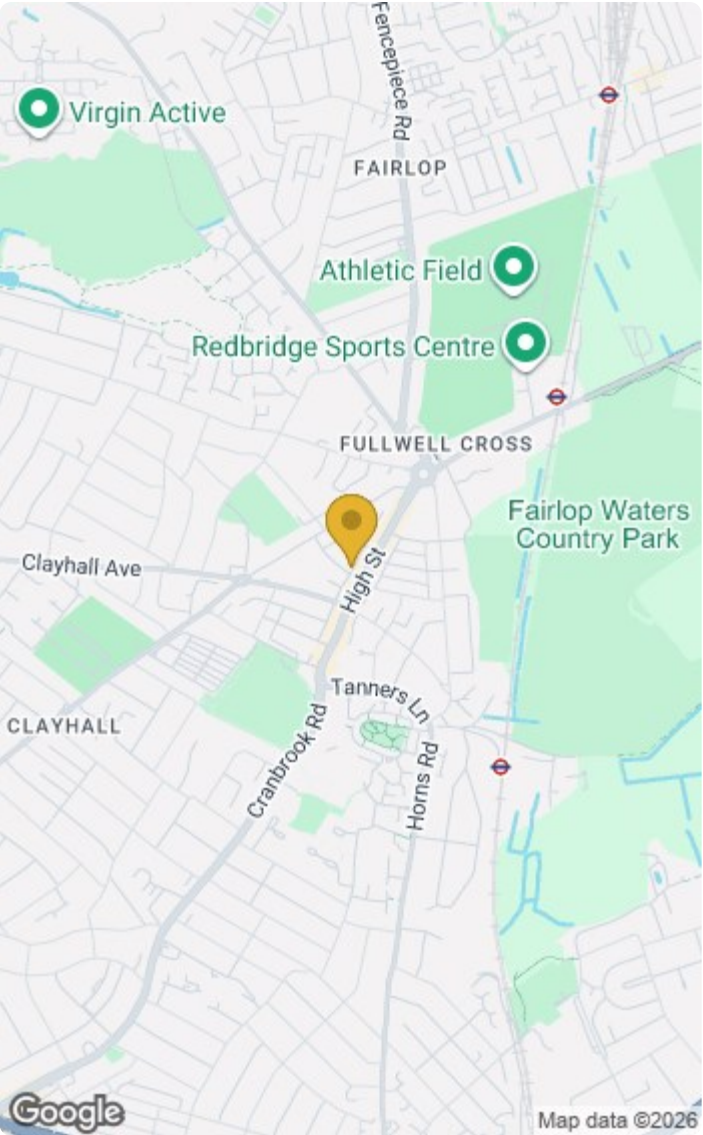 Fencepiece Rd
Virgin Active
FAIRLOP
Athletic Field
Redbridge Sports Centre
FULLWELL CROSS
Fairlop Waters
Country Park
Clayhall Ave
High St
Tanners Ln
CLAYHALL
Cranbrook Rd
Horns Rd
Google
Map data ©2026